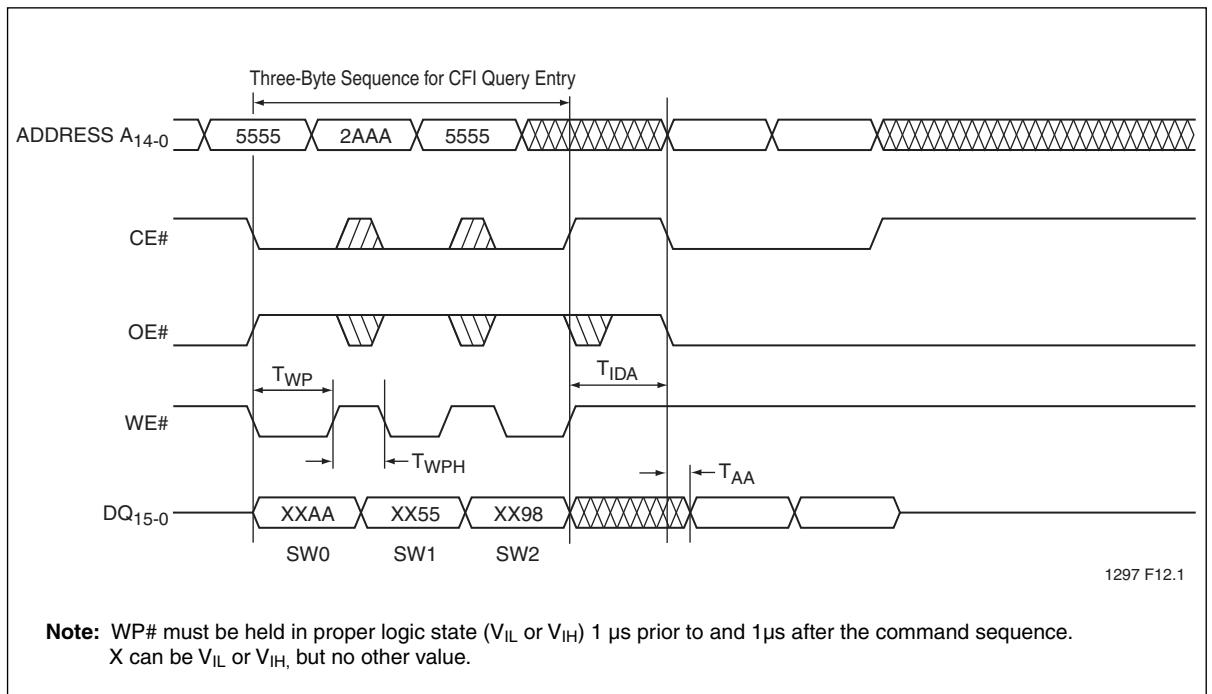 Three-Byte Sequence for CFI Query Entry
ADDRESS A14-0
5555 2AAA 5555
CE#
OE#
TWP TIDA
WE#
TWPH
TAA
DQ15-0
XXAA XX55 XX98
SW0 SW1 SW2
1297 F12.1
Note: WP# must be held in proper logic state (VIL or VIH) 1 µs prior to and 1µs after the command sequence.
X can be VIL or VIH, but no other value.